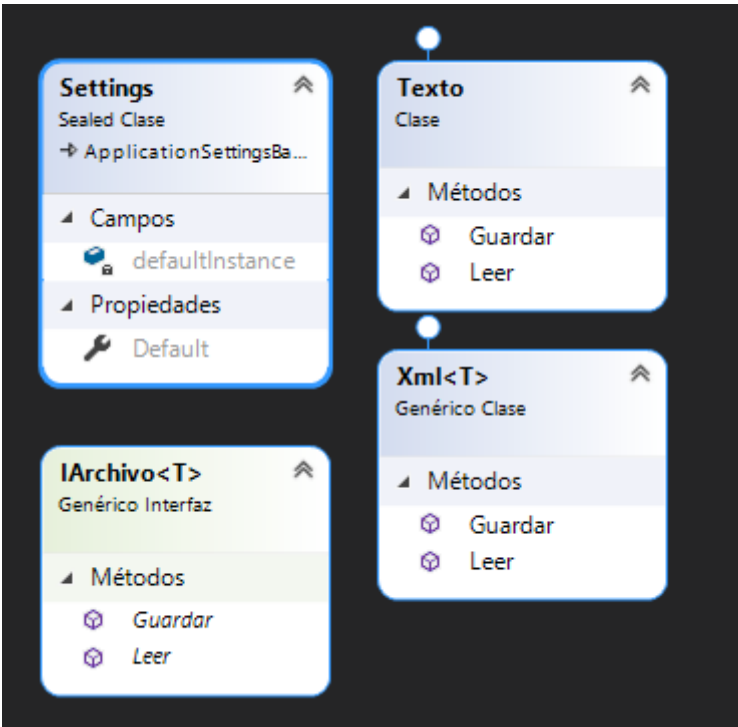 Settings
Sealed Clase
ApplicationSettingsBa...
Campos
defaultInstance
Propiedades
Default
Texto
Clase
Métodos
Guardar
Leer
IArchivo<T>
Genérico Interfaz
Métodos
Guardar
Leer
Xml<T>
Genérico Clase
Métodos
Guardar
Leer